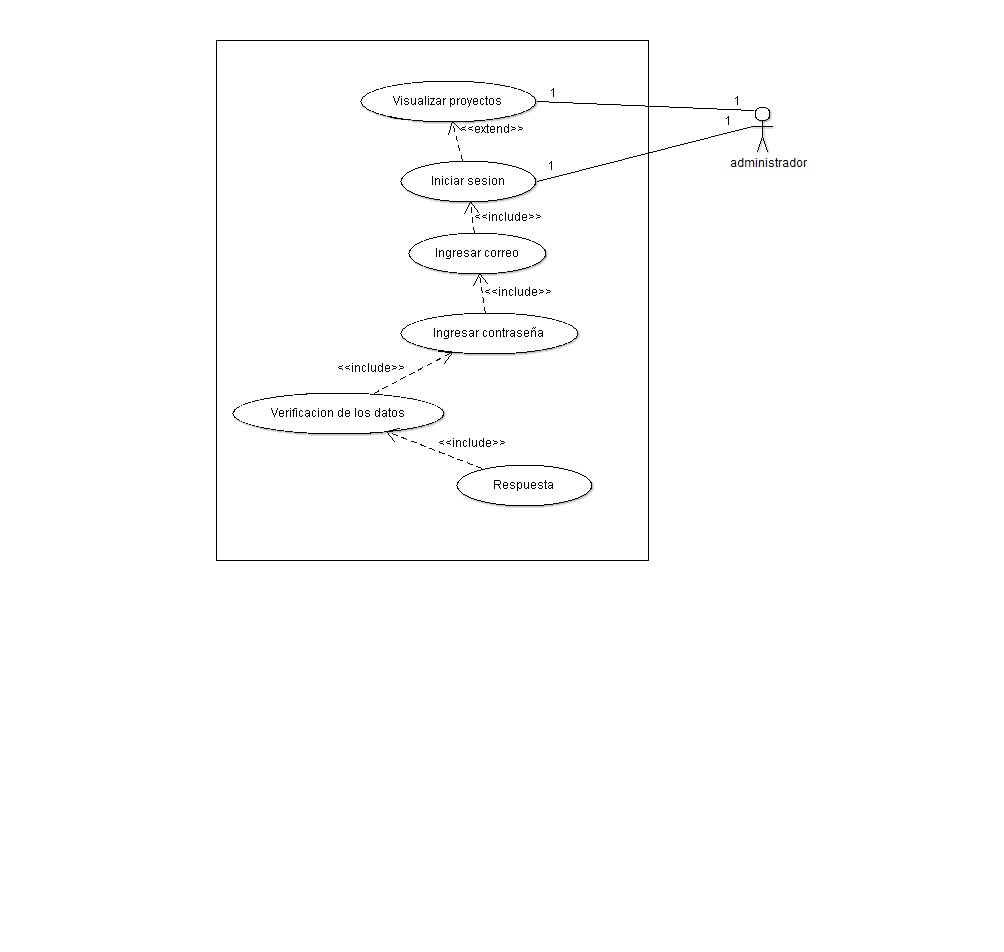 Visualizar proyectos
1
1
<<extend>>
1
administrador
Iniciar sesion
1
<<include>>
Ingresar correo
<<include>>
Ingresar contraseña
<<include>>
Verificacion de los datos
<<include>>
Respuesta